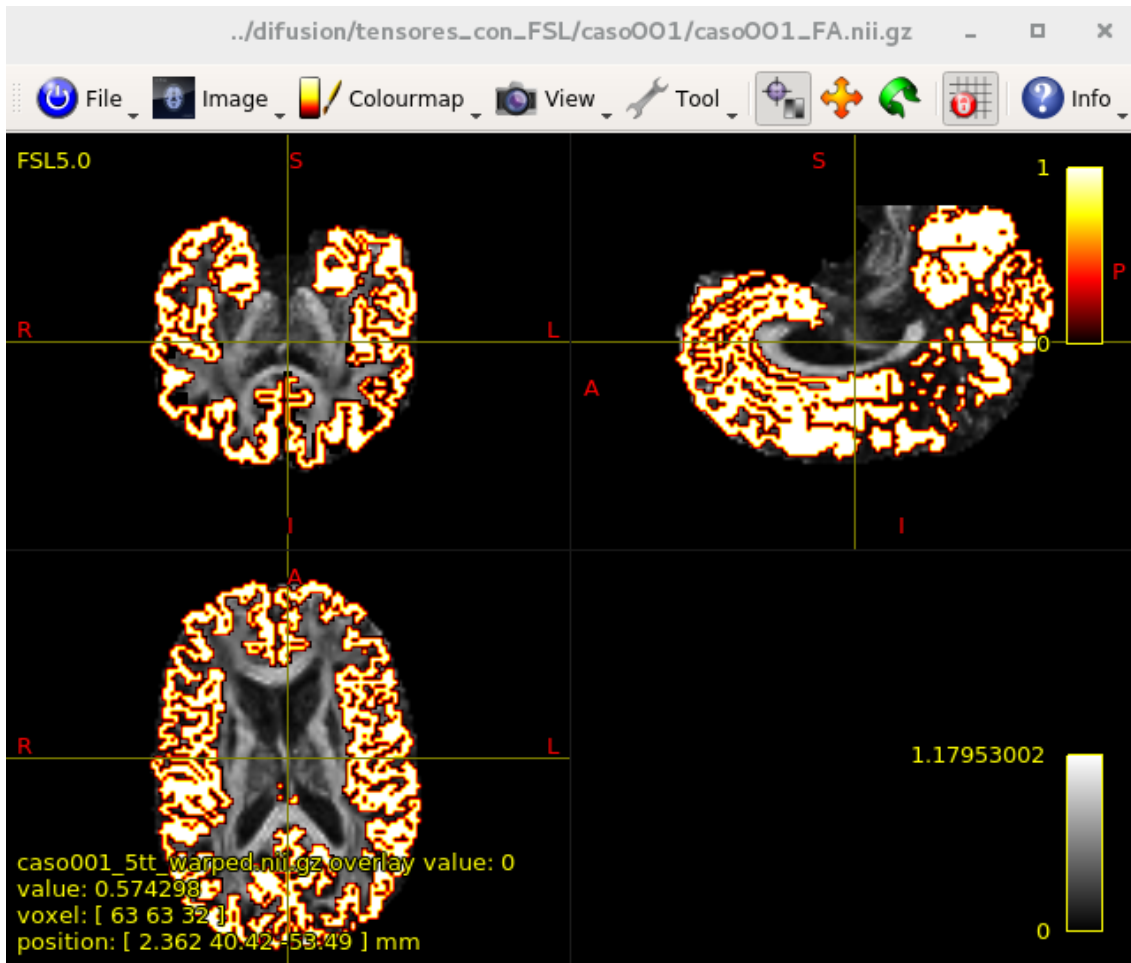 ../difusion/tensores_con_FSL/caso001/caso001_FA.nii.gz
File Image Colourmap View Tool Info
FSL5.0
S
R
L
I
S
1
P
0
A
I
A
R
L
1.17953002
caso001_5tt_warped.nii.gz overlay value: 0
value: 0.574298
voxel: [ 63 63 32 ]
position: [ 2.362 40.42 -53.49 ] mm
0